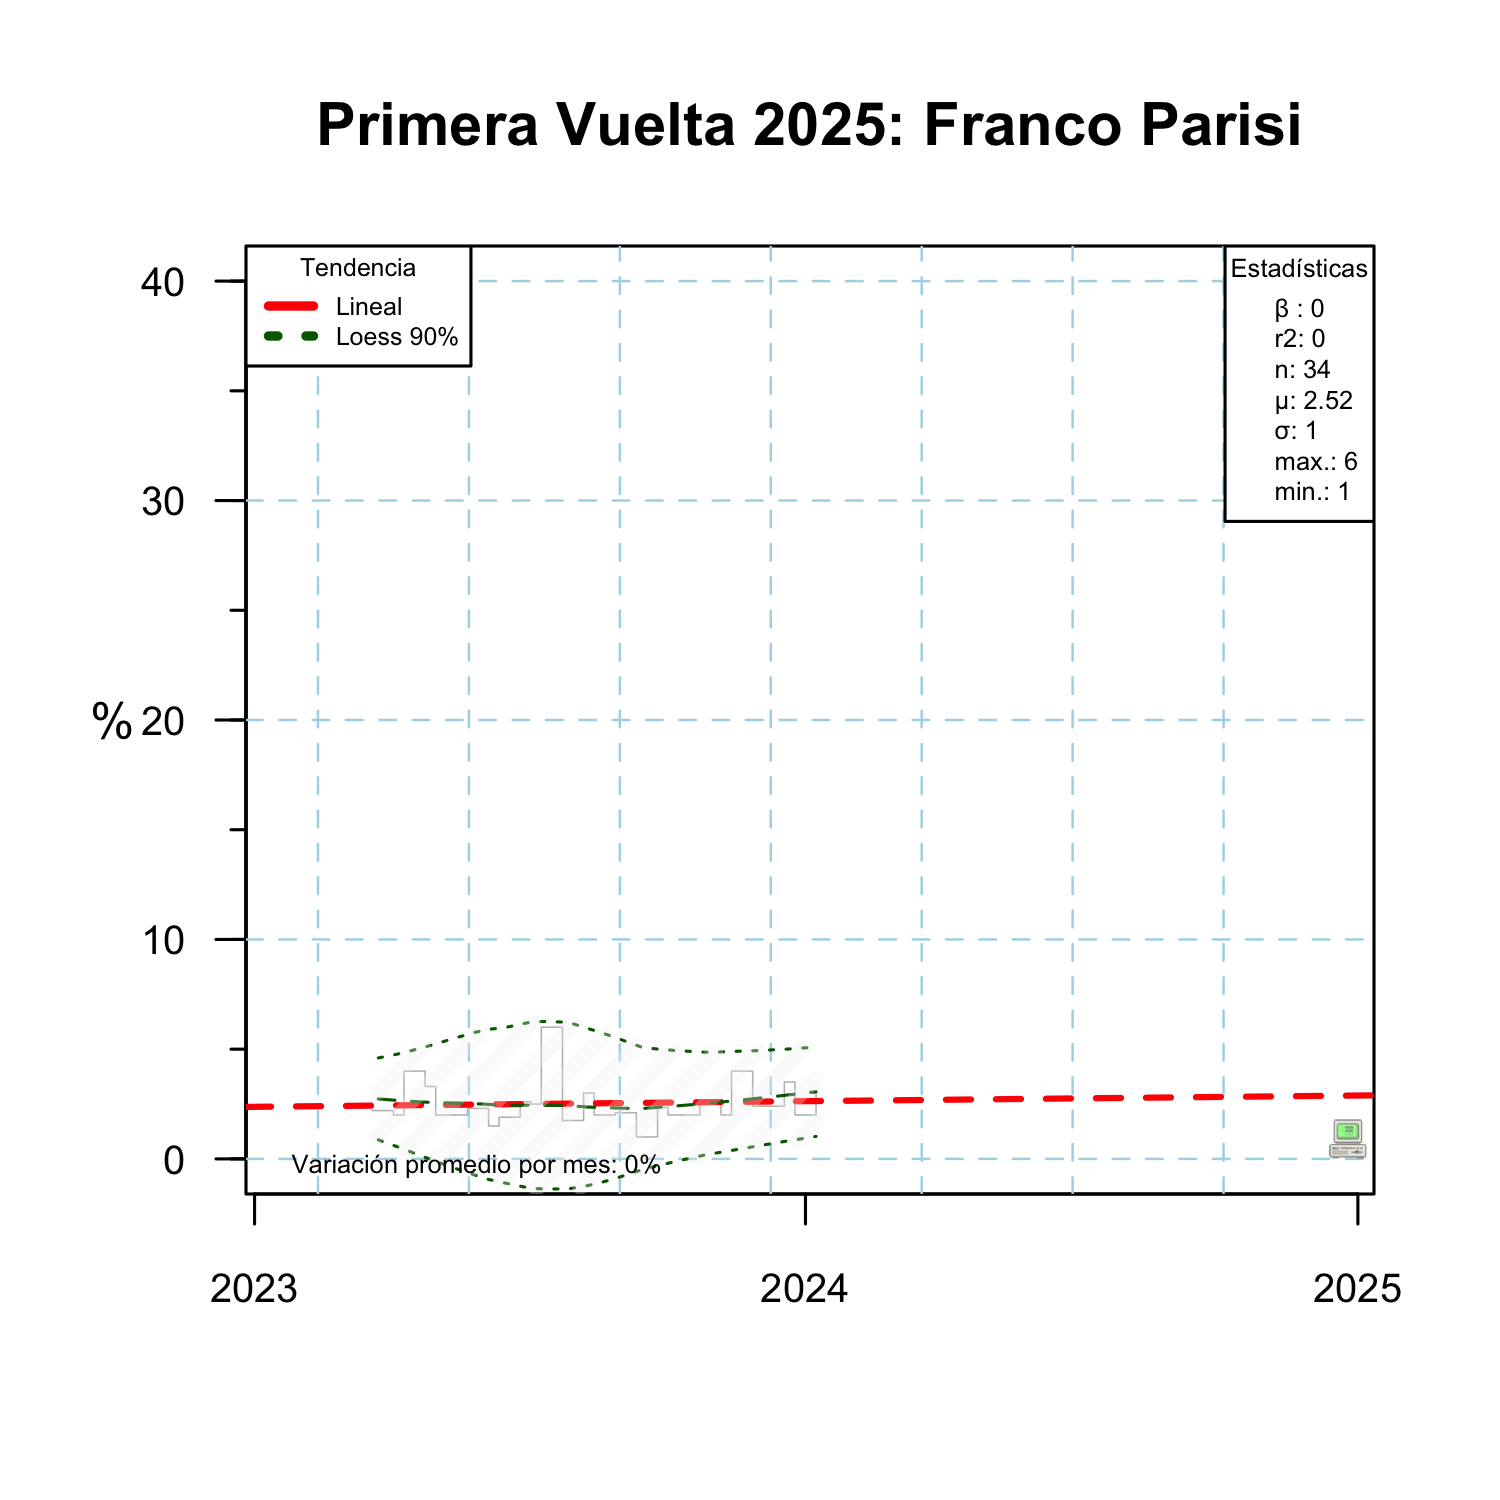 Primera Vuelta 2025: Franco Parisi
Tendencia
Lineal
Loess 90%
Estadísticas
β : 0
r2: 0
n: 34
μ: 2.52
σ: 1
max.: 6
min.: 1
40
30
% 20
10
0
Variación promedio por mes: 0%
2023 2024 2025